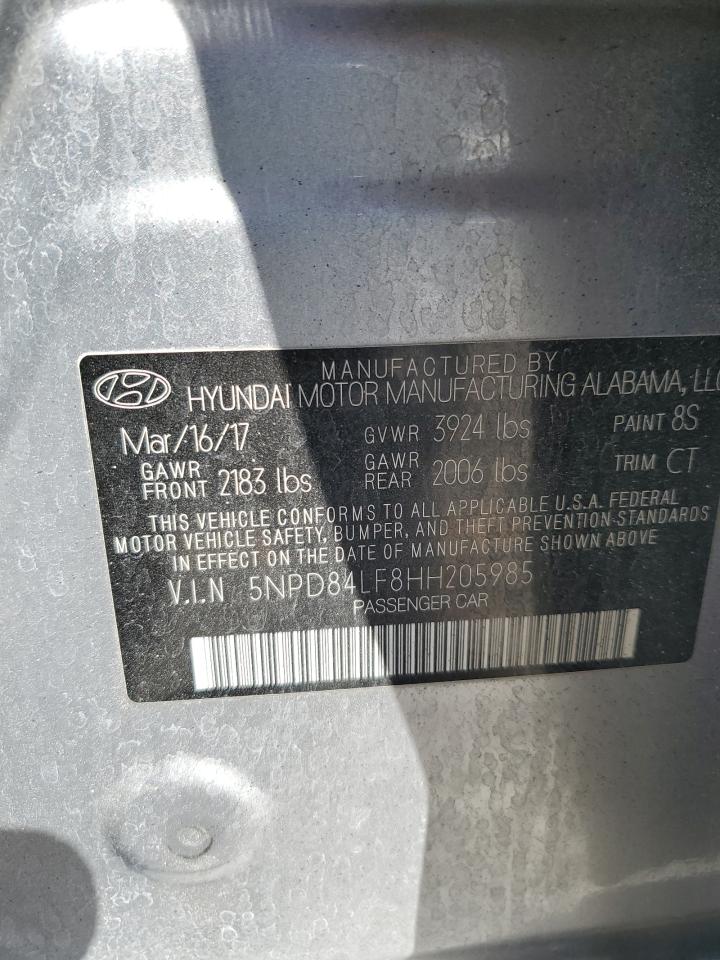 MANUFACTURED BY
HYUNDAI MOTOR MANUFACTURING ALABAMA, LLC
Mar/16/17 GVWR 3924 lbs PAINT 8S
GAWR FRONT 2183 lbs GAWR REAR 2006 lbs TRIM CT
THIS VEHICLE CONFORMS TO ALL APPLICABLE U.S.A. FEDERAL
MOTOR VEHICLE SAFETY, BUMPER, AND THEFT PREVENTION STANDARDS
IN EFFECT ON THE DATE OF MANUFACTURE SHOWN ABOVE
V.I.N 5NPD84LF8HH205985
PASSENGER CAR